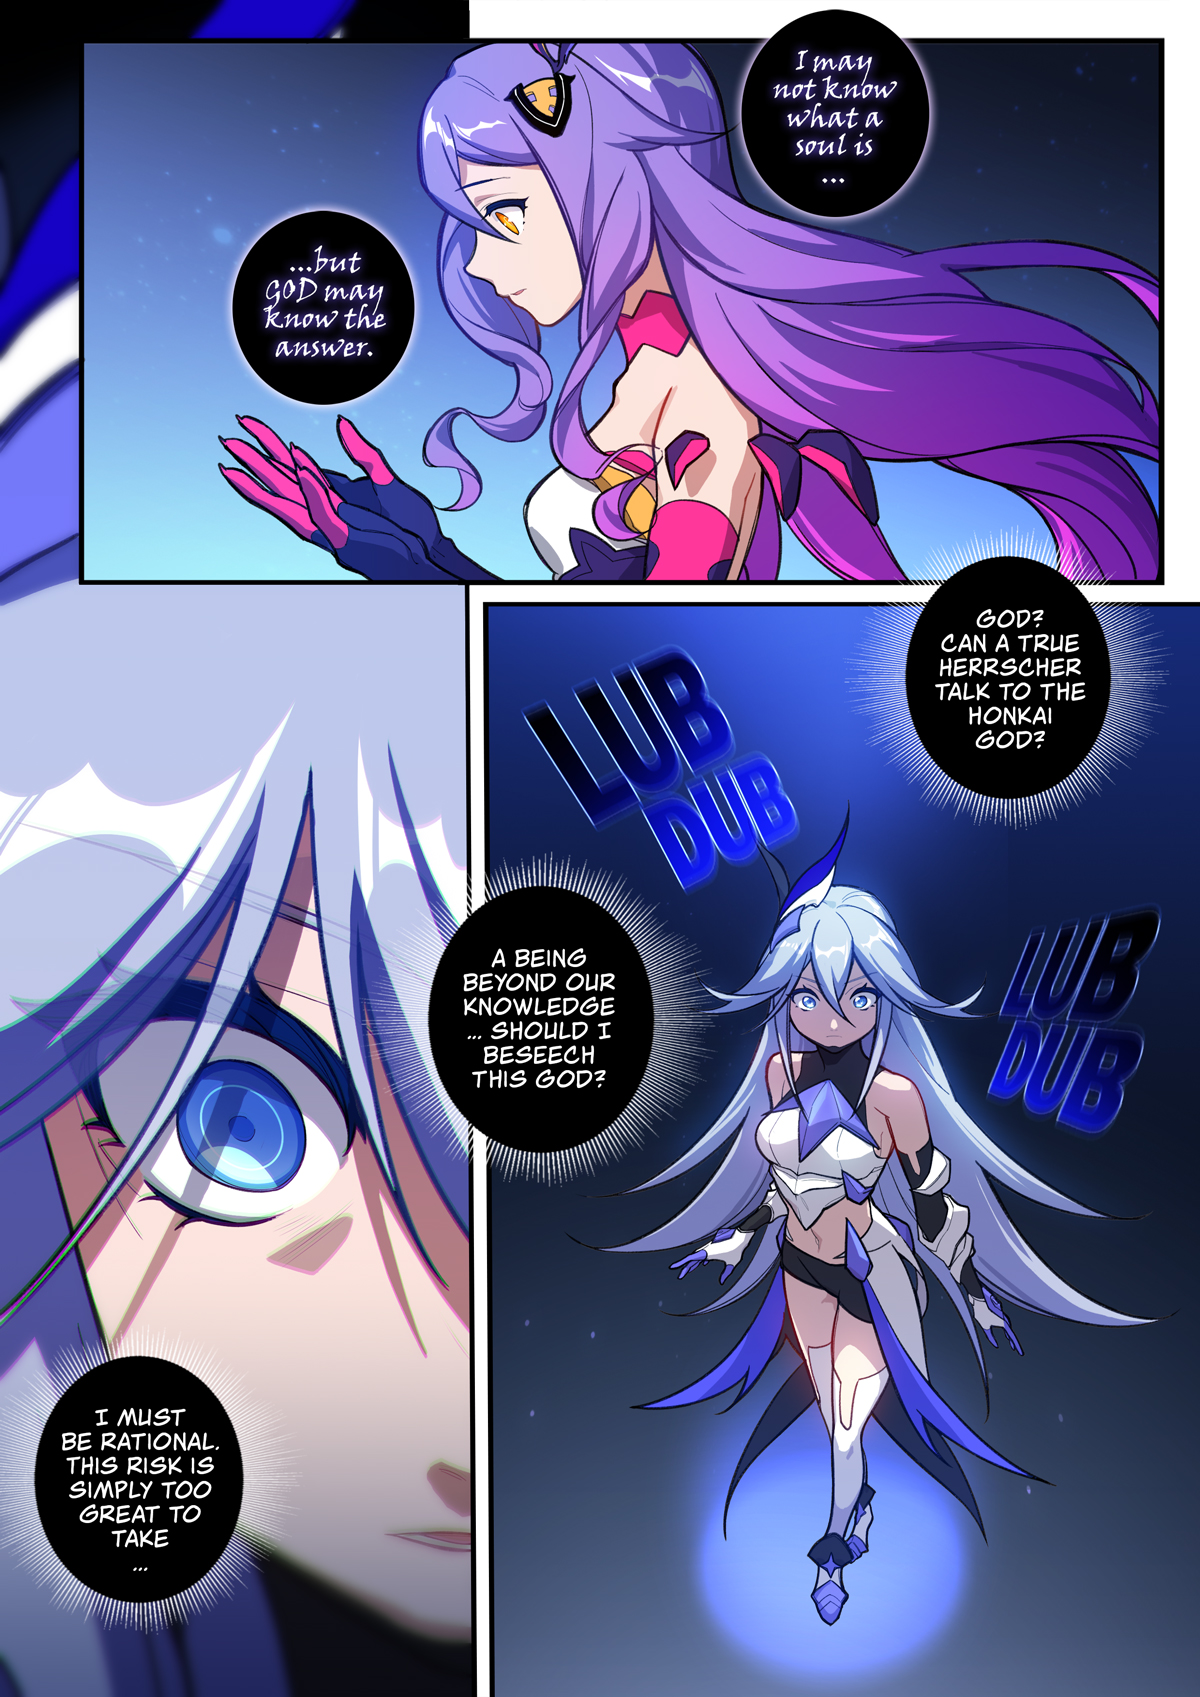 I may
not know
what a
soul is
...
...but
GOD may
know the
answer.
GOD?
CAN A TRUE
HERRSCHER
TALK TO THE
HONKAI
GOD?
LUB
DUB
LUB
DUB
A BEING
BEYOND OUR
KNOWLEDGE
... SHOULD I
BESEECH
THIS GOD?
I MUST
BE RATIONAL.
THIS RISK IS
SIMPLY TOO
GREAT TO
TAKE
...